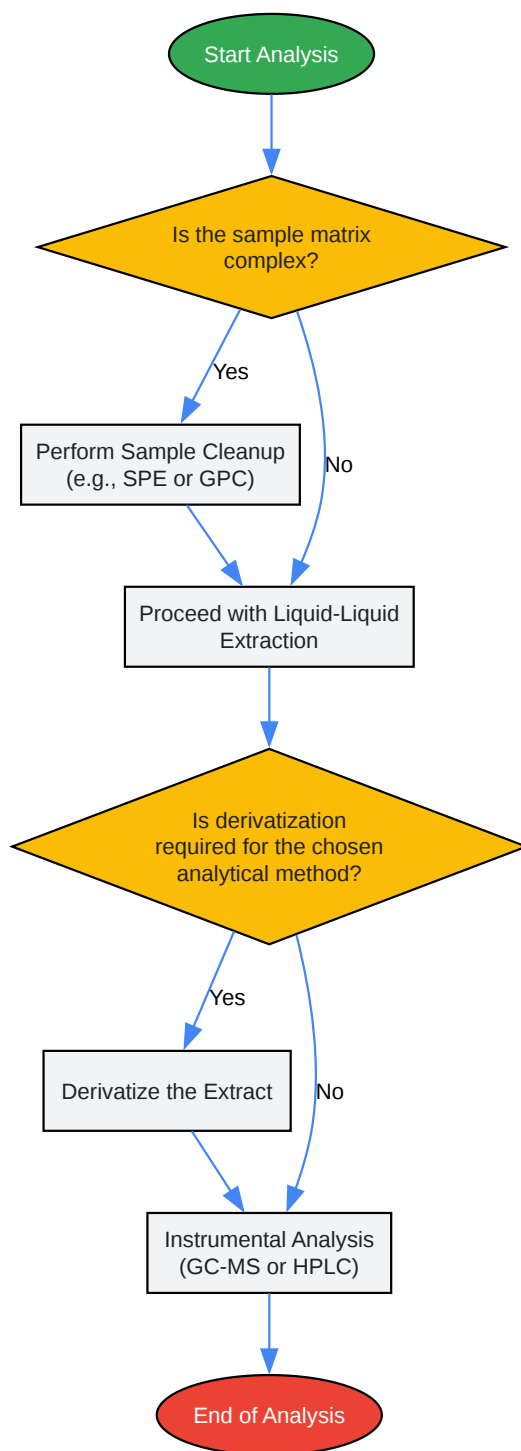 Start Analysis
Is the sample matrix
complex?
Yes
Perform Sample Cleanup
(e.g., SPE or GPC)
No
Proceed with Liquid-Liquid
Extraction
Is derivatization
required for the chosen
analytical method?
Yes
Derivatize the Extract
No
Instrumental Analysis
(GC-MS or HPLC)
End of Analysis